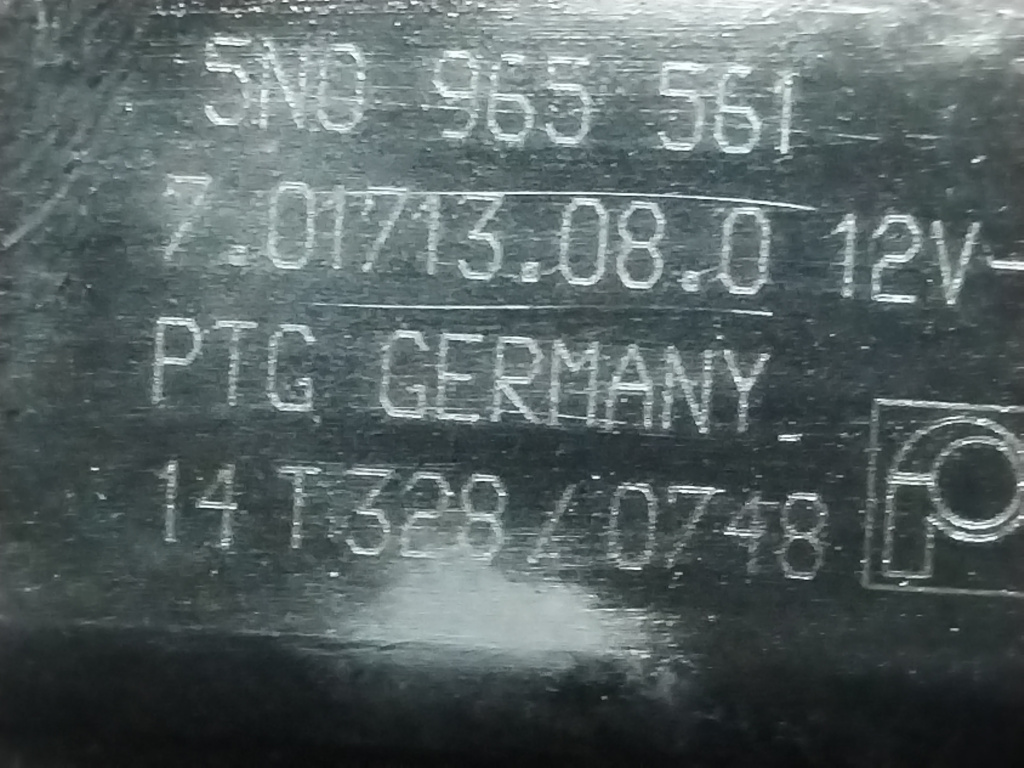 5N0 965 561
7.01713.08.0 12V
PTG GERMANY
14 T328/0748